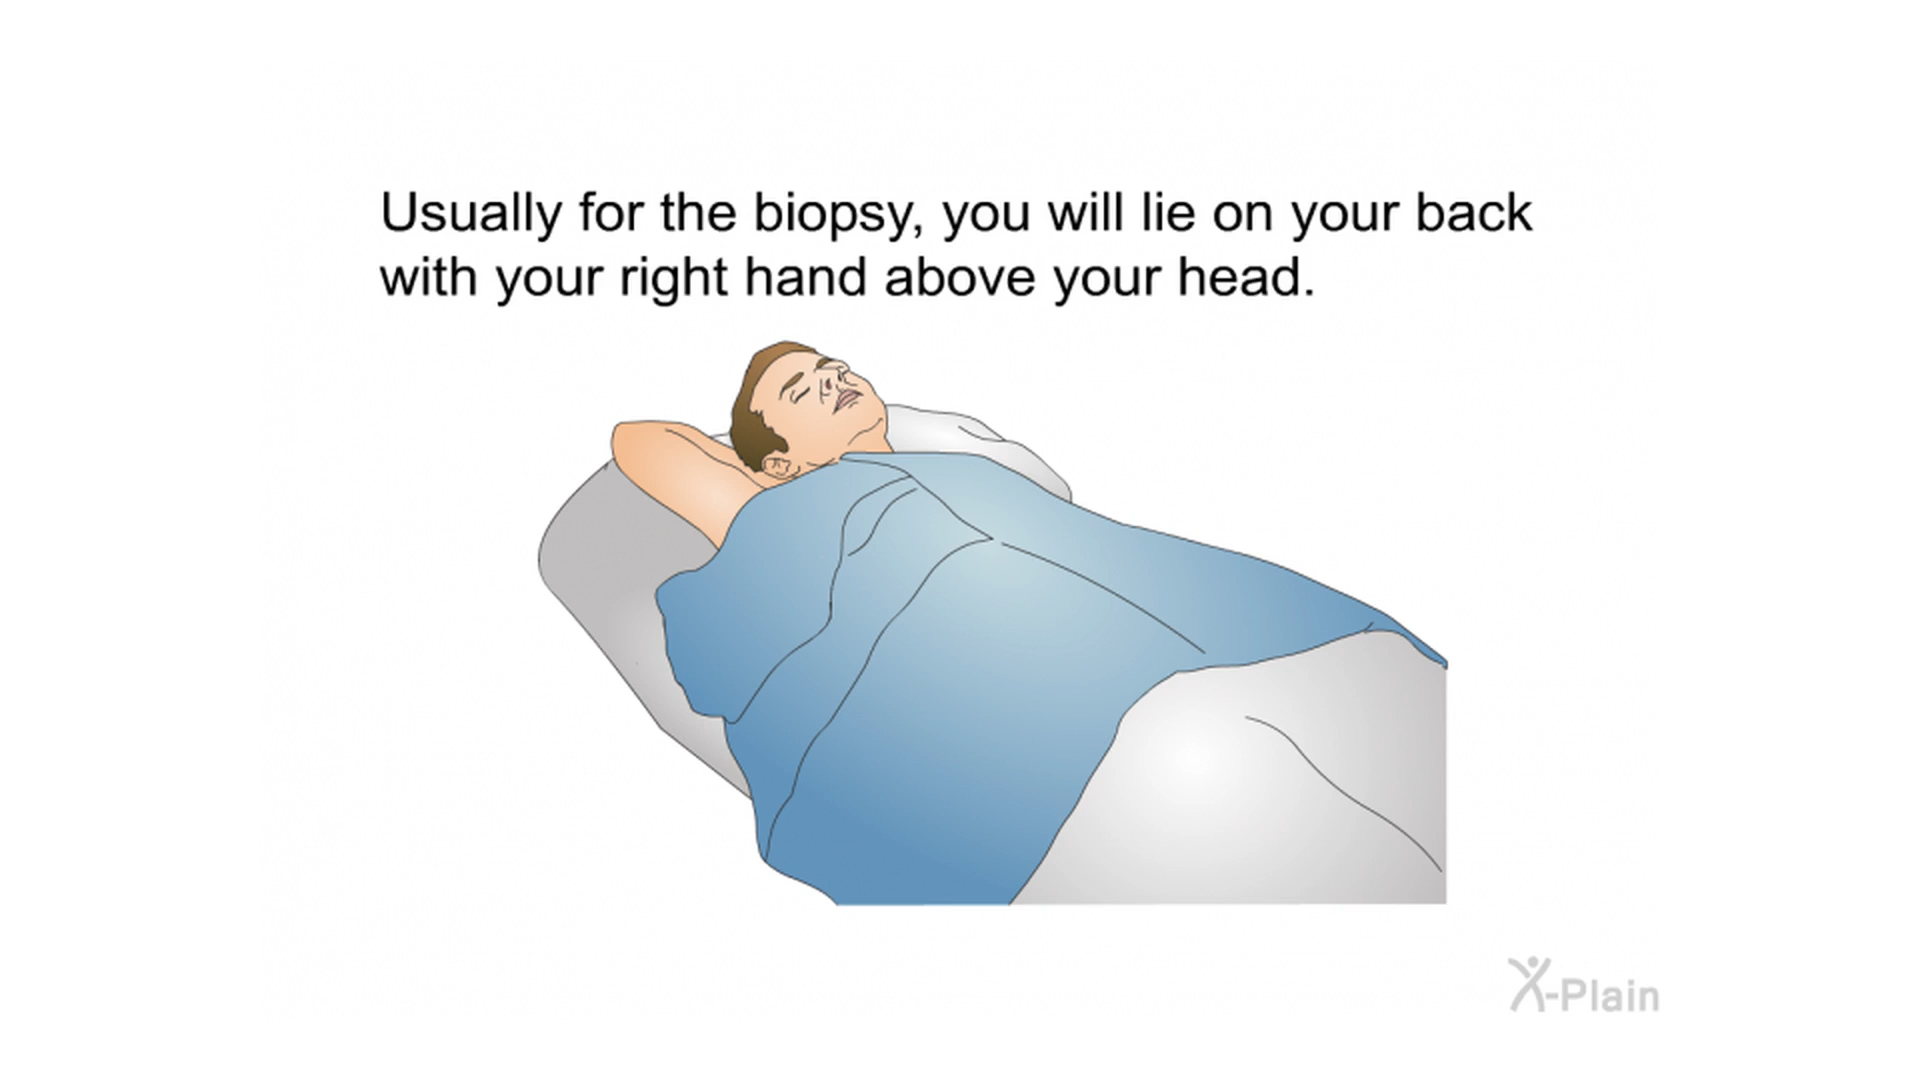 Usually for the biopsy, you will lie on your back
with your right hand above your head.
X-Plain